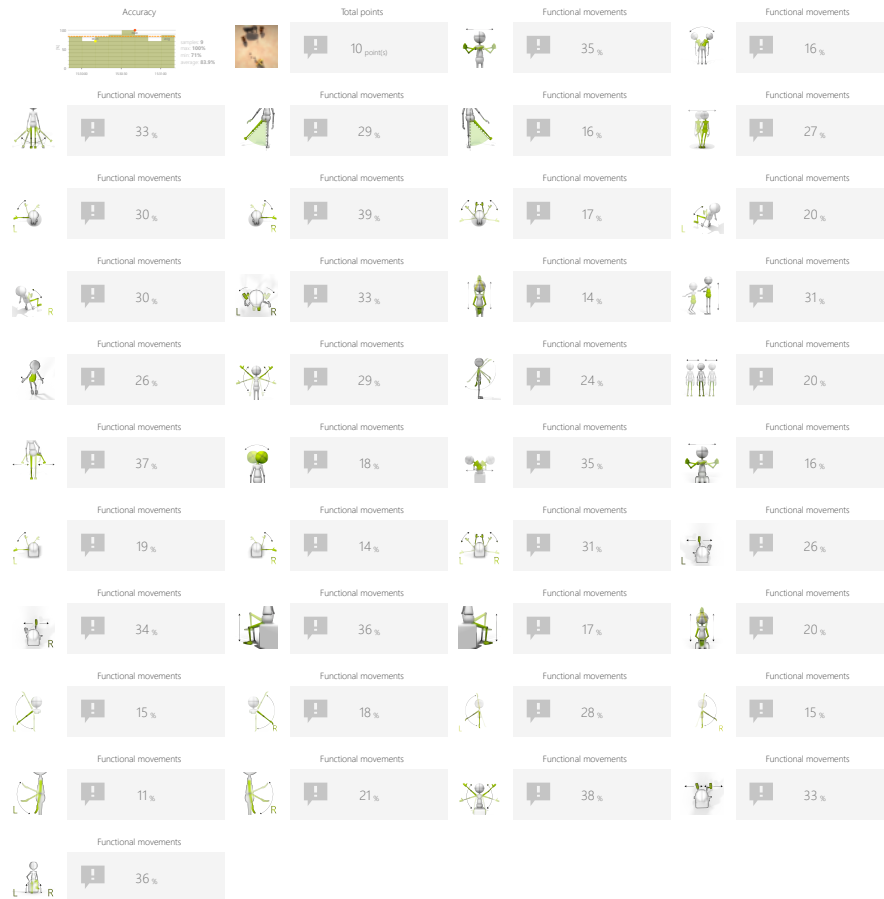 Accuracy
Total points
Functional movements
Functional movements
100
50
0
samples: 6
max: 100%
min: 71%
average: 83.9%
10 point(s)
35 %
16 %
Functional movements
Functional movements
Functional movements
Functional movements
33 %
29 %
16 %
27 %
Functional movements
Functional movements
Functional movements
Functional movements
30 %
39 %
17 %
20 %
L
R
L
R
L
Functional movements
Functional movements
Functional movements
Functional movements
30 %
33 %
14 %
31 %
R
L
R
Functional movements
Functional movements
Functional movements
Functional movements
26 %
29 %
24 %
20 %
Functional movements
Functional movements
Functional movements
Functional movements
37 %
18 %
35 %
16 %
Functional movements
Functional movements
Functional movements
Functional movements
19 %
14 %
31 %
26 %
L
R
L
R
L
Functional movements
Functional movements
Functional movements
Functional movements
34 %
36 %
17 %
20 %
R
Functional movements
Functional movements
Functional movements
Functional movements
15 %
18 %
28 %
15 %
L
R
L
R
Functional movements
Functional movements
Functional movements
Functional movements
11 %
21 %
38 %
33 %
L
R
Functional movements
36 %
L
R